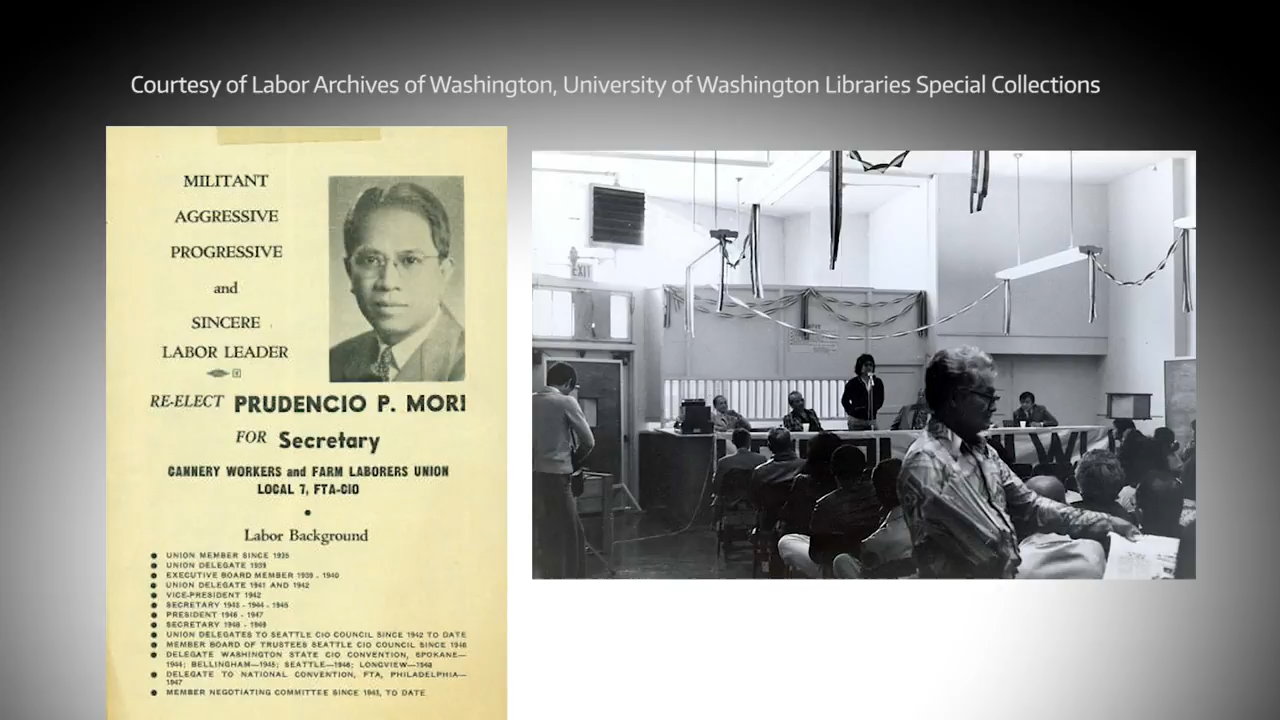 Courtesy of Labor Archives of Washington, University of Washington Libraries Special Collections
MILITANT
AGGRESSIVE
PROGRESSIVE
and
SINCERE
LABOR LEADER
RE-ELECT PRUDENCIO P. MORI
FOR Secretary
CANNERY WORKERS and FARM LABORERS UNION
LOCAL 7, FTA-CIO
Labor Background
UNION MEMBER SINCE 1935
UNION DELEGATE 1939
EXECUTIVE BOARD MEMBER 1939 - 1940
UNION DELEGATE 1941 AND 1942
VICE-PRESIDENT 1942
SECRETARY 1943 - 1944 - 1945
PRESIDENT 1946 - 1947
SECRETARY 1948 - 1949
UNION DELEGATES TO SEATTLE CIO COUNCIL SINCE 1942 TO DATE
MEMBER BOARD OF TRUSTEES SEATTLE CIO COUNCIL SINCE 1946
DELEGATE WASHINGTON STATE CIO CONVENTION, SPOKANE—
1944; BELLINGHAM—1945; SEATTLE—1946; LONGVIEW—1948
DELEGATE TO NATIONAL CONVENTION, FTA, PHILADELPHIA—
1947
MEMBER NEGOTIATING COMMITTEE SINCE 1943, TO DATE
EXIT